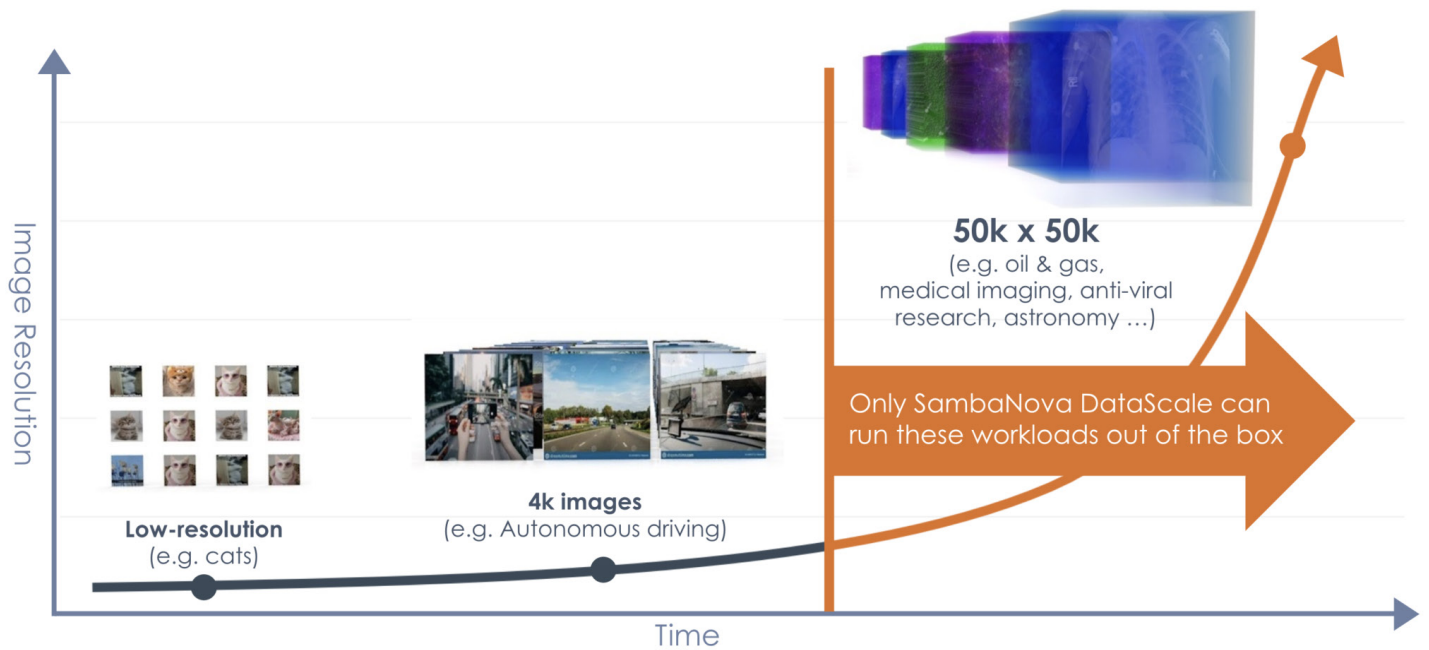 Image Resolution
50k x 50k
(e.g. oil & gas,
medical imaging, anti-viral
research, astronomy ...)
Only SambaNova DataScale can
run these workloads out of the box
4k images
(e.g. Autonomous driving)
Low-resolution
(e.g. cats)
Time